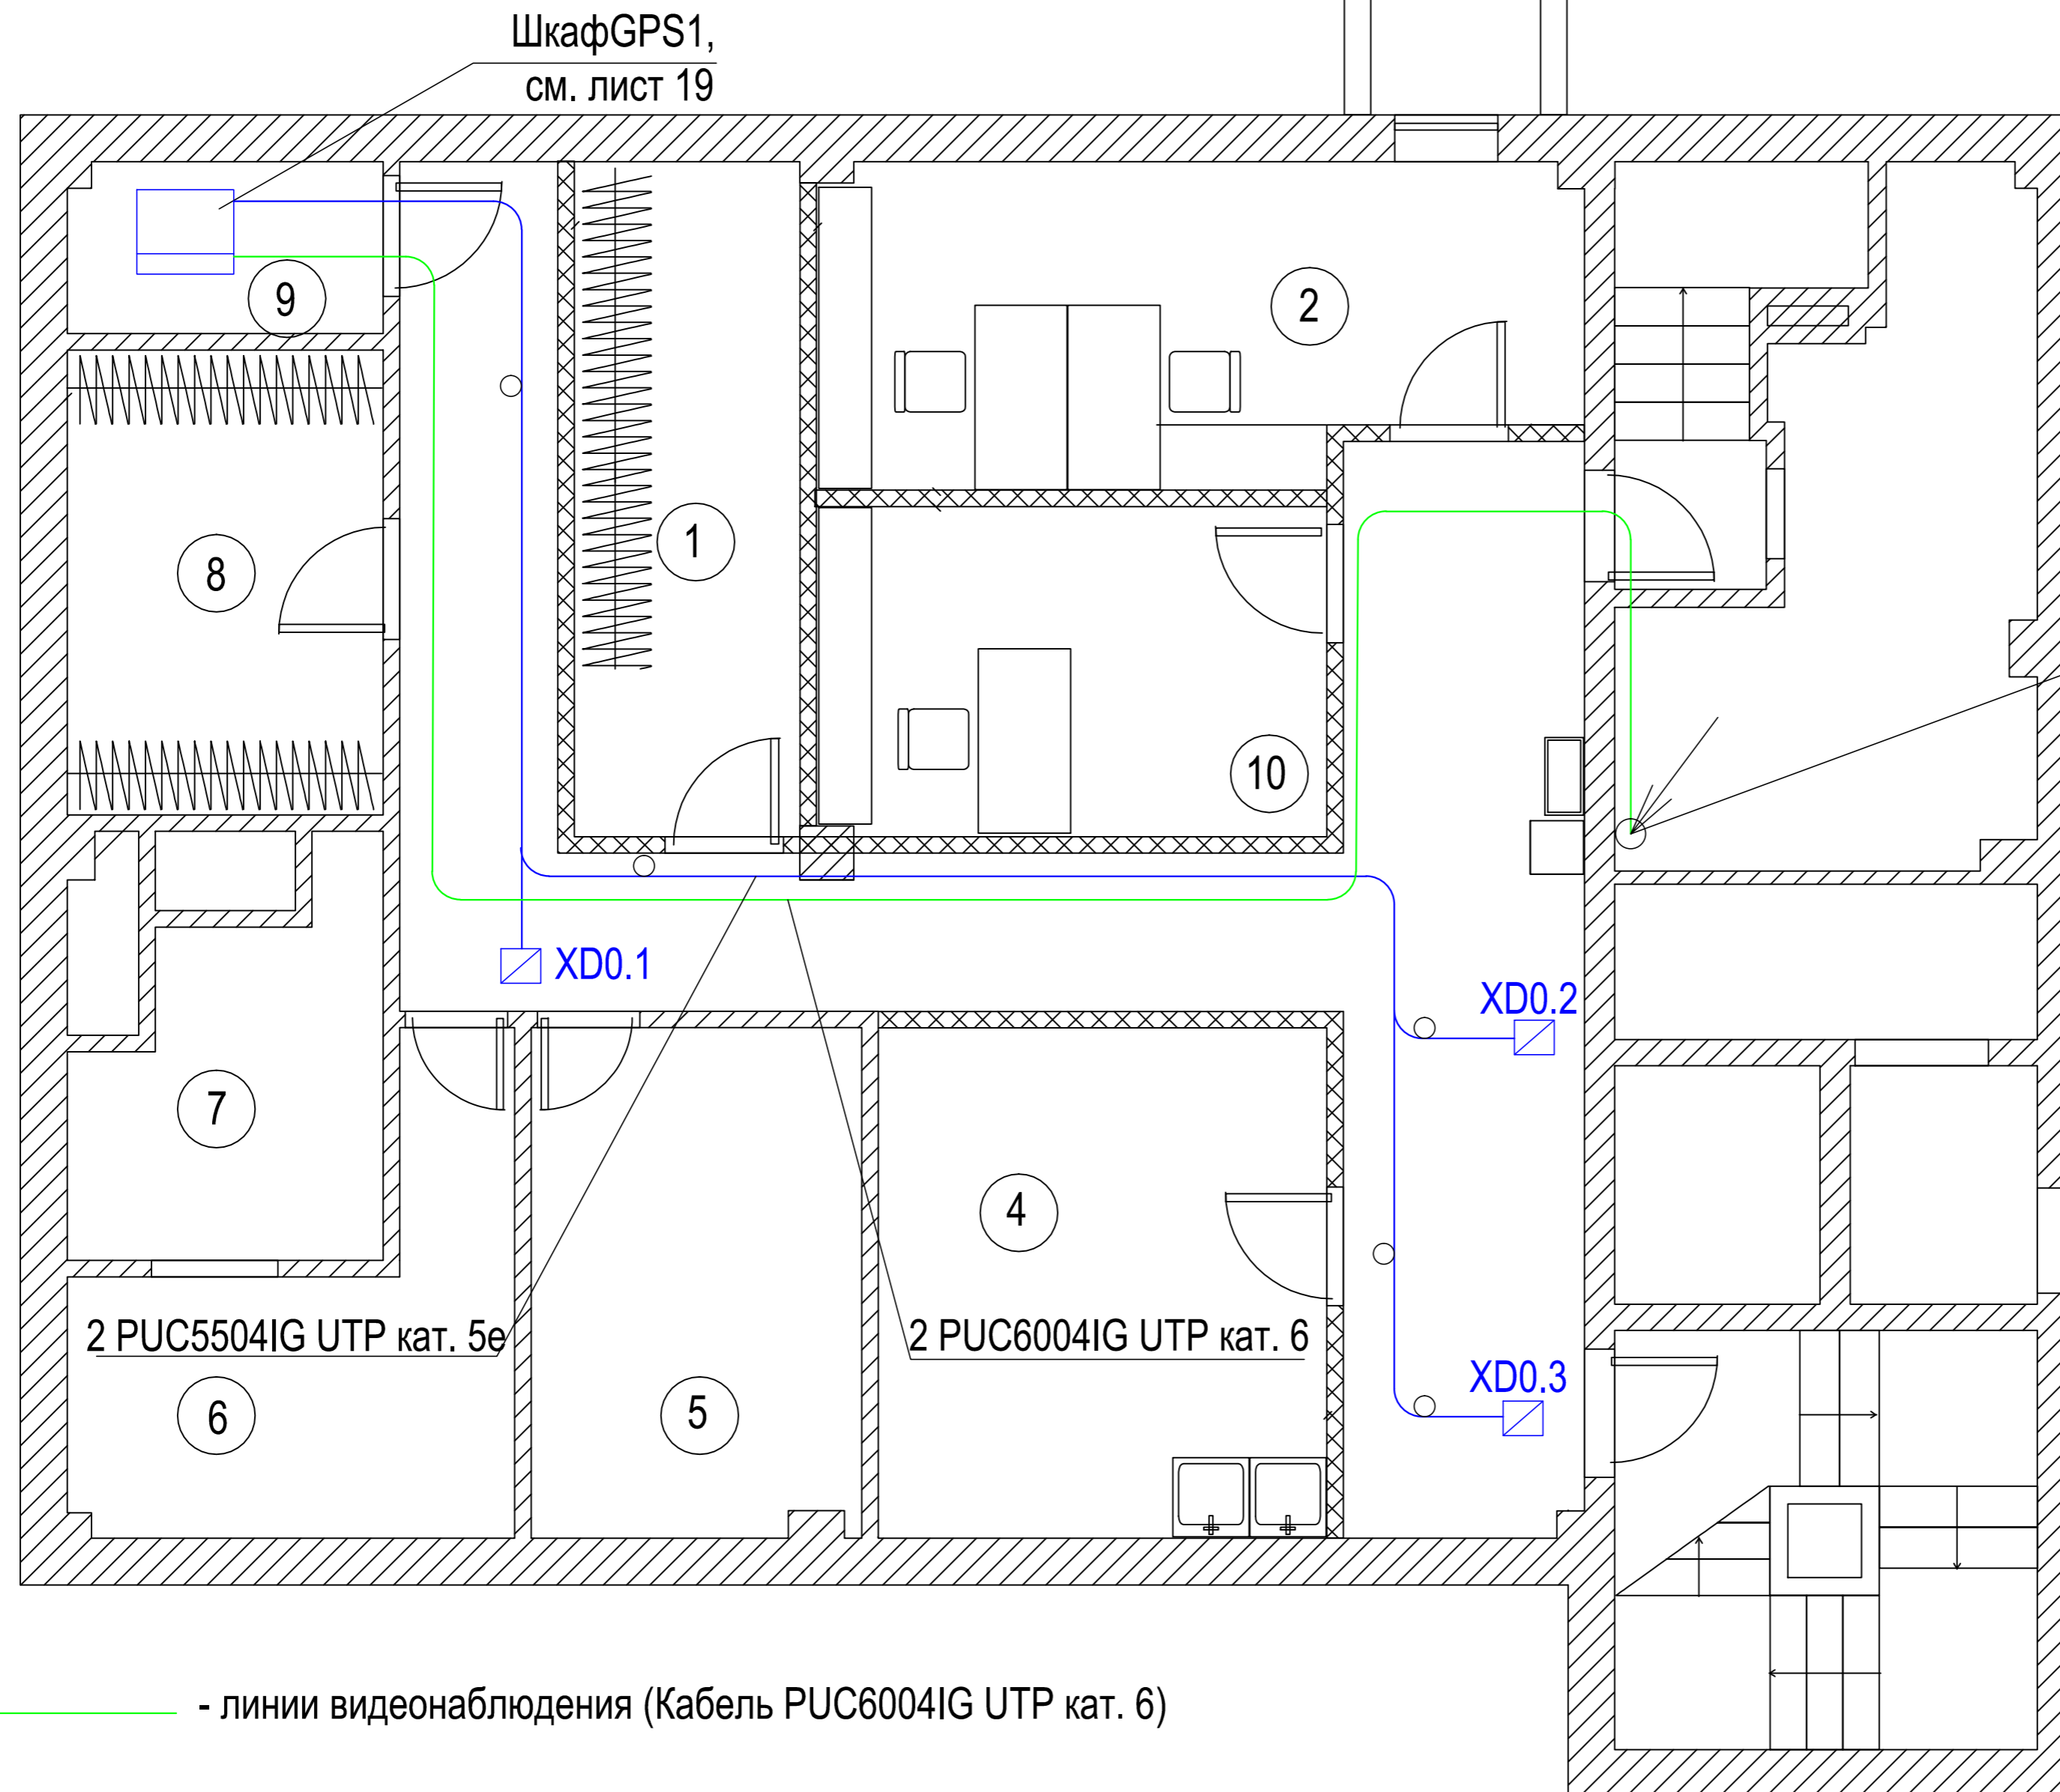 ШкафGPS1,
см. лист 19
9
2
1
8
10
XD0.1
XD0.2
7
4
2 PUC5504IG UTP кат. 5е
2 PUC6004IG UTP кат. 6
XD0.3
6
5
- линии видеонаблюдения (Кабель PUC6004IG UTP кат. 6)